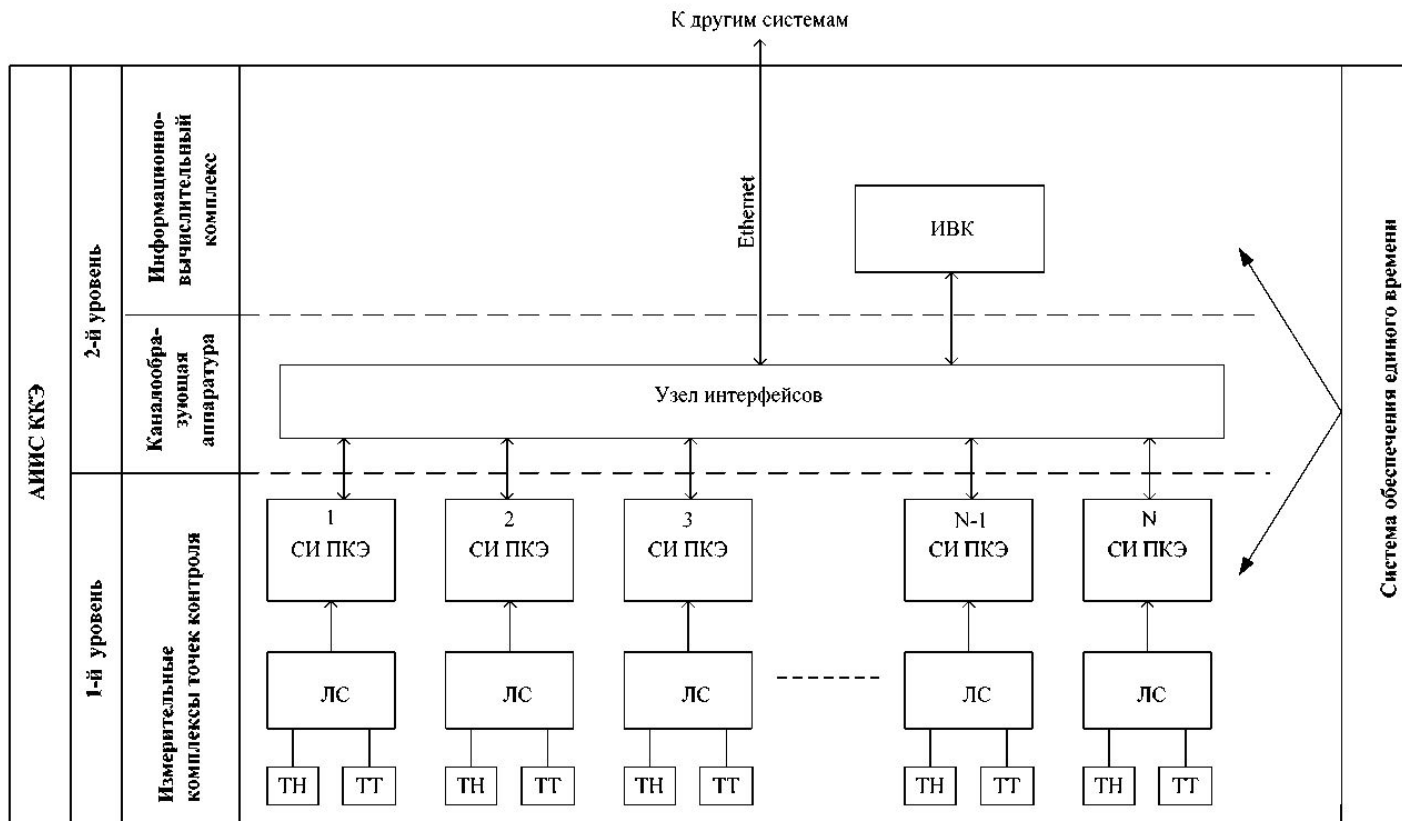 К другим системам
АИИС ККЭ
2-й уровень
Информационно-
вычислительный
комплекс
Ethernet
ИВК
Каналообра-
зующая
аппаратура
Узел интерфейсов
1-й уровень
Измерительные
комплексы точек контроля
1
СИ ПКЭ
2
СИ ПКЭ
3
СИ ПКЭ
N-1
СИ ПКЭ
N
СИ ПКЭ
ЛС
ЛС
ЛС
ЛС
ЛС
ТН
ТТ
ТН
ТТ
ТН
ТТ
ТН
ТТ
ТН
ТТ
Система обеспечения единого времени